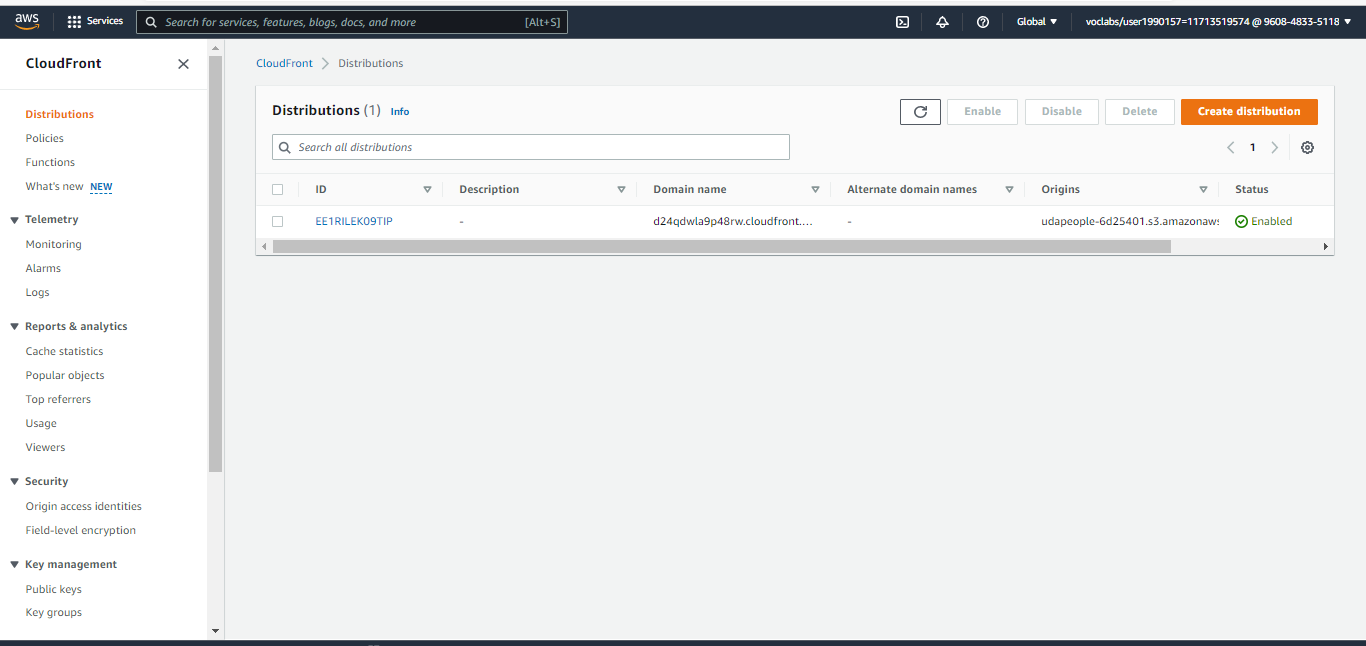 aws
Services
Search for services, features, blogs, docs, and more [Alt+S]
Global
voclabs/user1990157=11713519574 @ 9608-4833-5118
CloudFront
Distributions
Policies
Functions
What's new NEW
Telemetry
Monitoring
Alarms
Logs
Reports & analytics
Cache statistics
Popular objects
Top referrers
Usage
Viewers
Security
Origin access identities
Field-level encryption
Key management
Public keys
Key groups
CloudFront Distributions
Distributions (1) Info
Enable Disable Delete Create distribution
Search all distributions
1
ID Description Domain name Alternate domain names Origins Status
EE1RILEK09TIP - d24qdwla9p48rw.cloudfront.... - udapeople-6d25401.s3.amazonaws Enabled